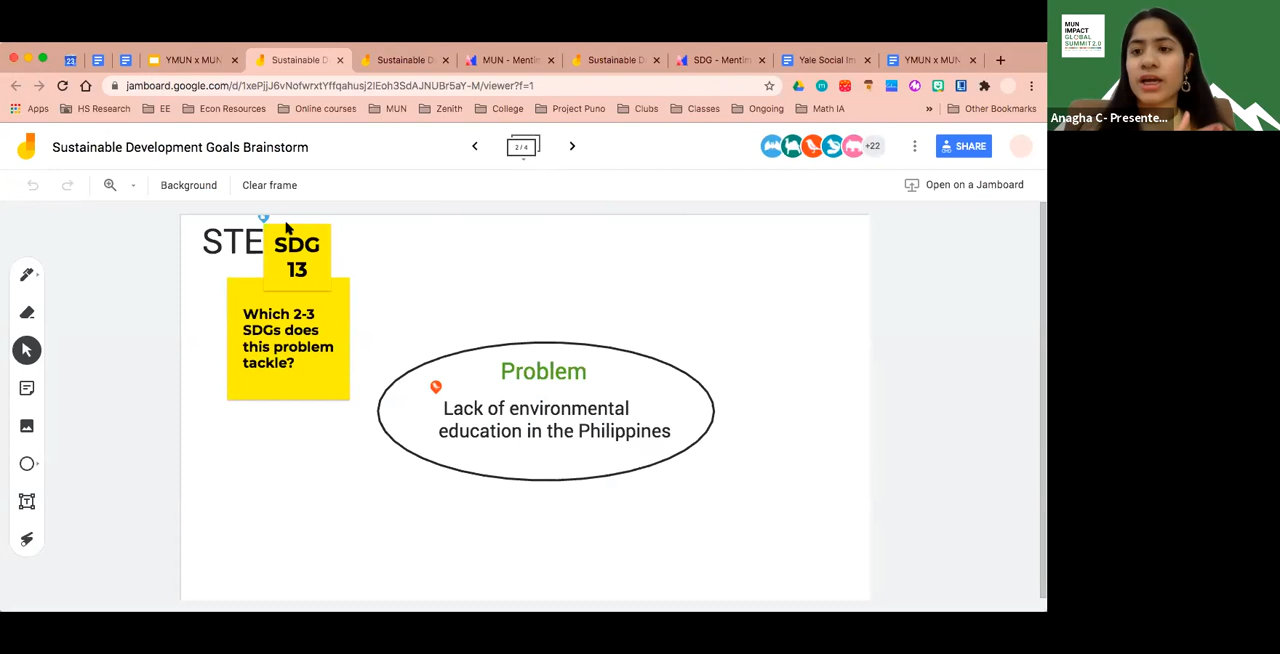 MUN
IMPACT
GLOBAL
SUMMIT 2.0
Anagha C- Presente...
23
YMUN x MUN
Sustainable D
Sustainable D
MUN - Mentin
Sustainable D
SDG - Mentin
Yale Social Im
YMUN x MUN
jamboard.google.com/d/
Apps
HS Research
EE
Econ Resources
Online courses
MUN
Zenith
College
Project Puno
Clubs
Classes
Ongoing
Math IA
»
Other Bookmarks
Sustainable Development Goals Brainstorm
2 / 4
+22
SHARE
Background
Clear frame
Open on a Jamboard
STE
SDG
13
Which 2-3
SDGs does
this problem
tackle?
Problem
Lack of environmental
education in the Philippines